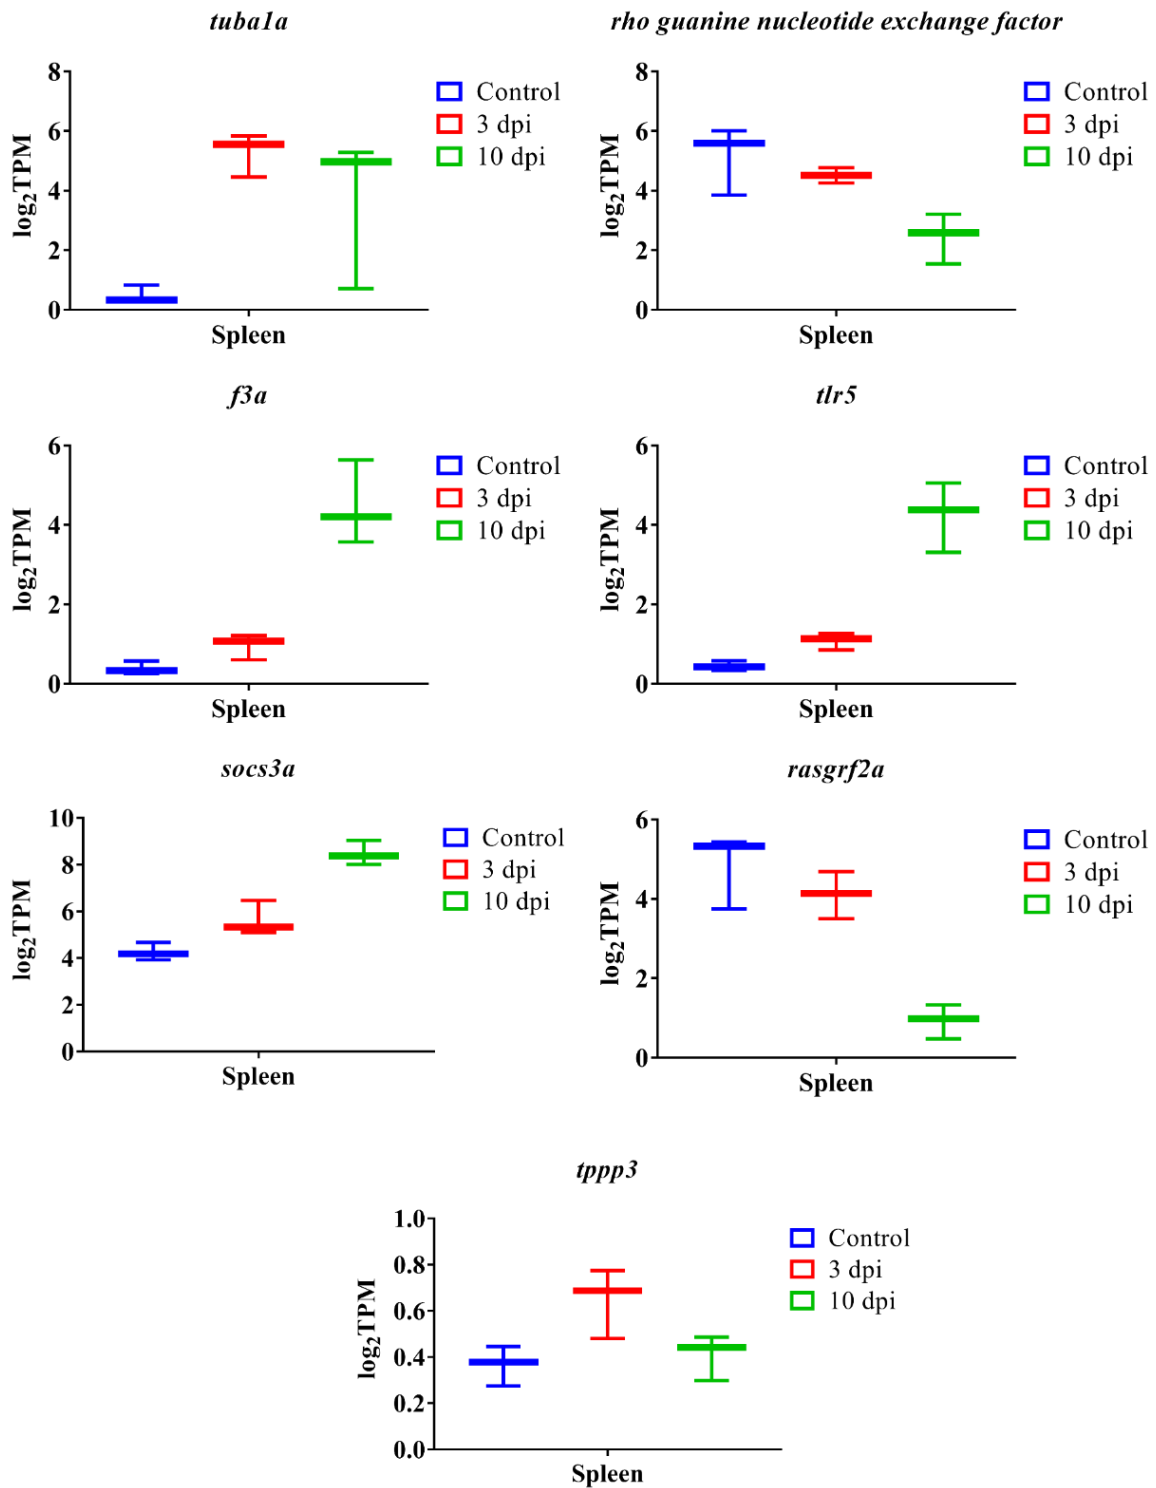 tuba1a
8
6
4
2
0
log2TPM
Spleen
Control
3 dpi
10 dpi
rho guanine nucleotide exchange factor
8
6
4
2
0
log2TPM
Spleen
Control
3 dpi
10 dpi
f3a
6
4
2
0
log2TPM
Spleen
Control
3 dpi
10 dpi
tlr5
6
4
2
0
log2TPM
Spleen
Control
3 dpi
10 dpi
socs3a
10
8
6
4
2
0
log2TPM
Spleen
Control
3 dpi
10 dpi
rasgrf2a
6
4
2
0
log2TPM
Spleen
Control
3 dpi
10 dpi
tppp3
1.0
0.8
0.6
0.4
0.2
0.0
log2TPM
Spleen
Control
3 dpi
10 dpi